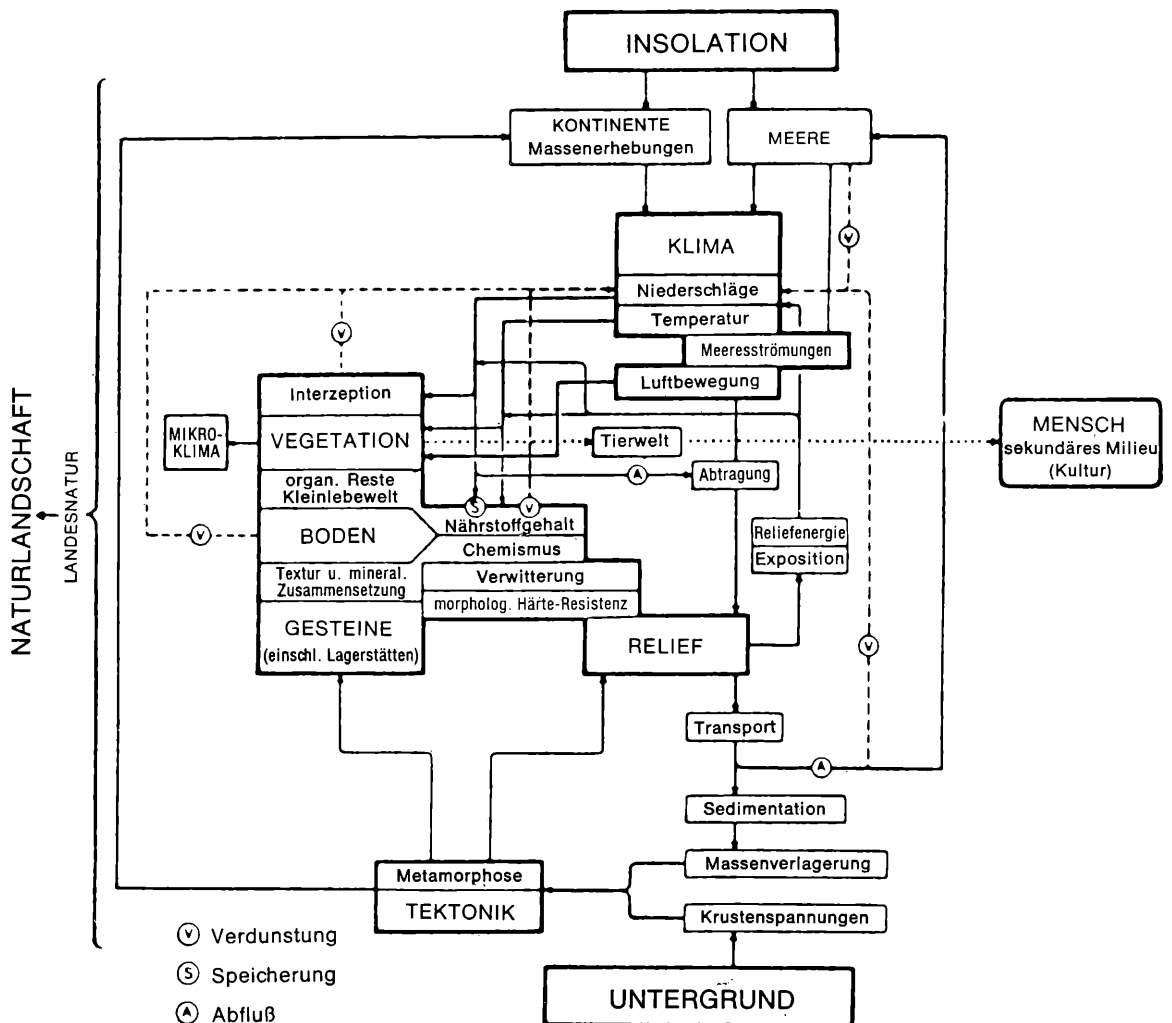 INSOLATION
KONTINENTE
Massenerhebungen
MEERE
KLIMA
V
Niederschläge
Temperatur
V
Meeresströmungen
Luftbewegung
Interzeption
MIKRO-
KLIMA
VEGETATION
Tierwelt
MENSCH
sekundäres Milieu
(Kultur)
organ. Reste
Kleinlebewelt
A
Abtragung
S
V
BODEN
Nährstoffgehalt
Chemismus
V
Reliefenergie
Exposition
Textur u. mineral.
Zusammensetzung
Verwitterung
morpholog. Härte-Resistenz
GESTEINE
(einschl. Lagerstätten)
RELIEF
V
Transport
A
Sedimentation
Massenverlagerung
Metamorphose
TEKTONIK
Krustenspannungen
UNTERGRUND
NATURLANDSCHAFT
LANDESNATUR
V Verdunstung
S Speicherung
A Abfluß